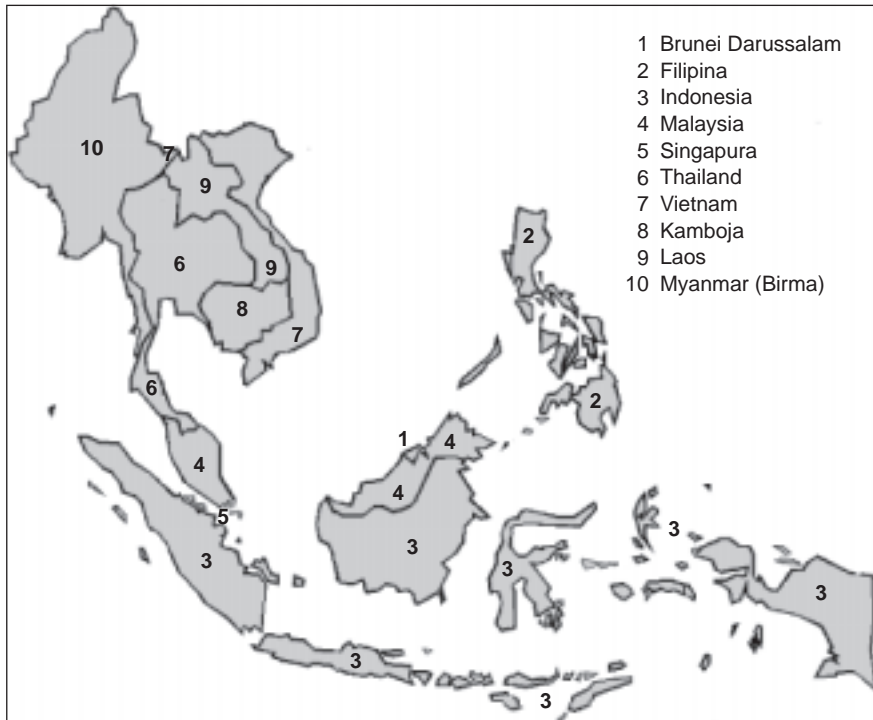 1 Brunei Darussalam
2 Filipina
3 Indonesia
4 Malaysia
5 Singapura
6 Thailand
7 Vietnam
8 Kamboja
9 Laos
10 Myanmar (Birma)
10
7
9
2
6
9
8
7
6
2
1
4
4
4
5
3
3
3
3
3
3
3